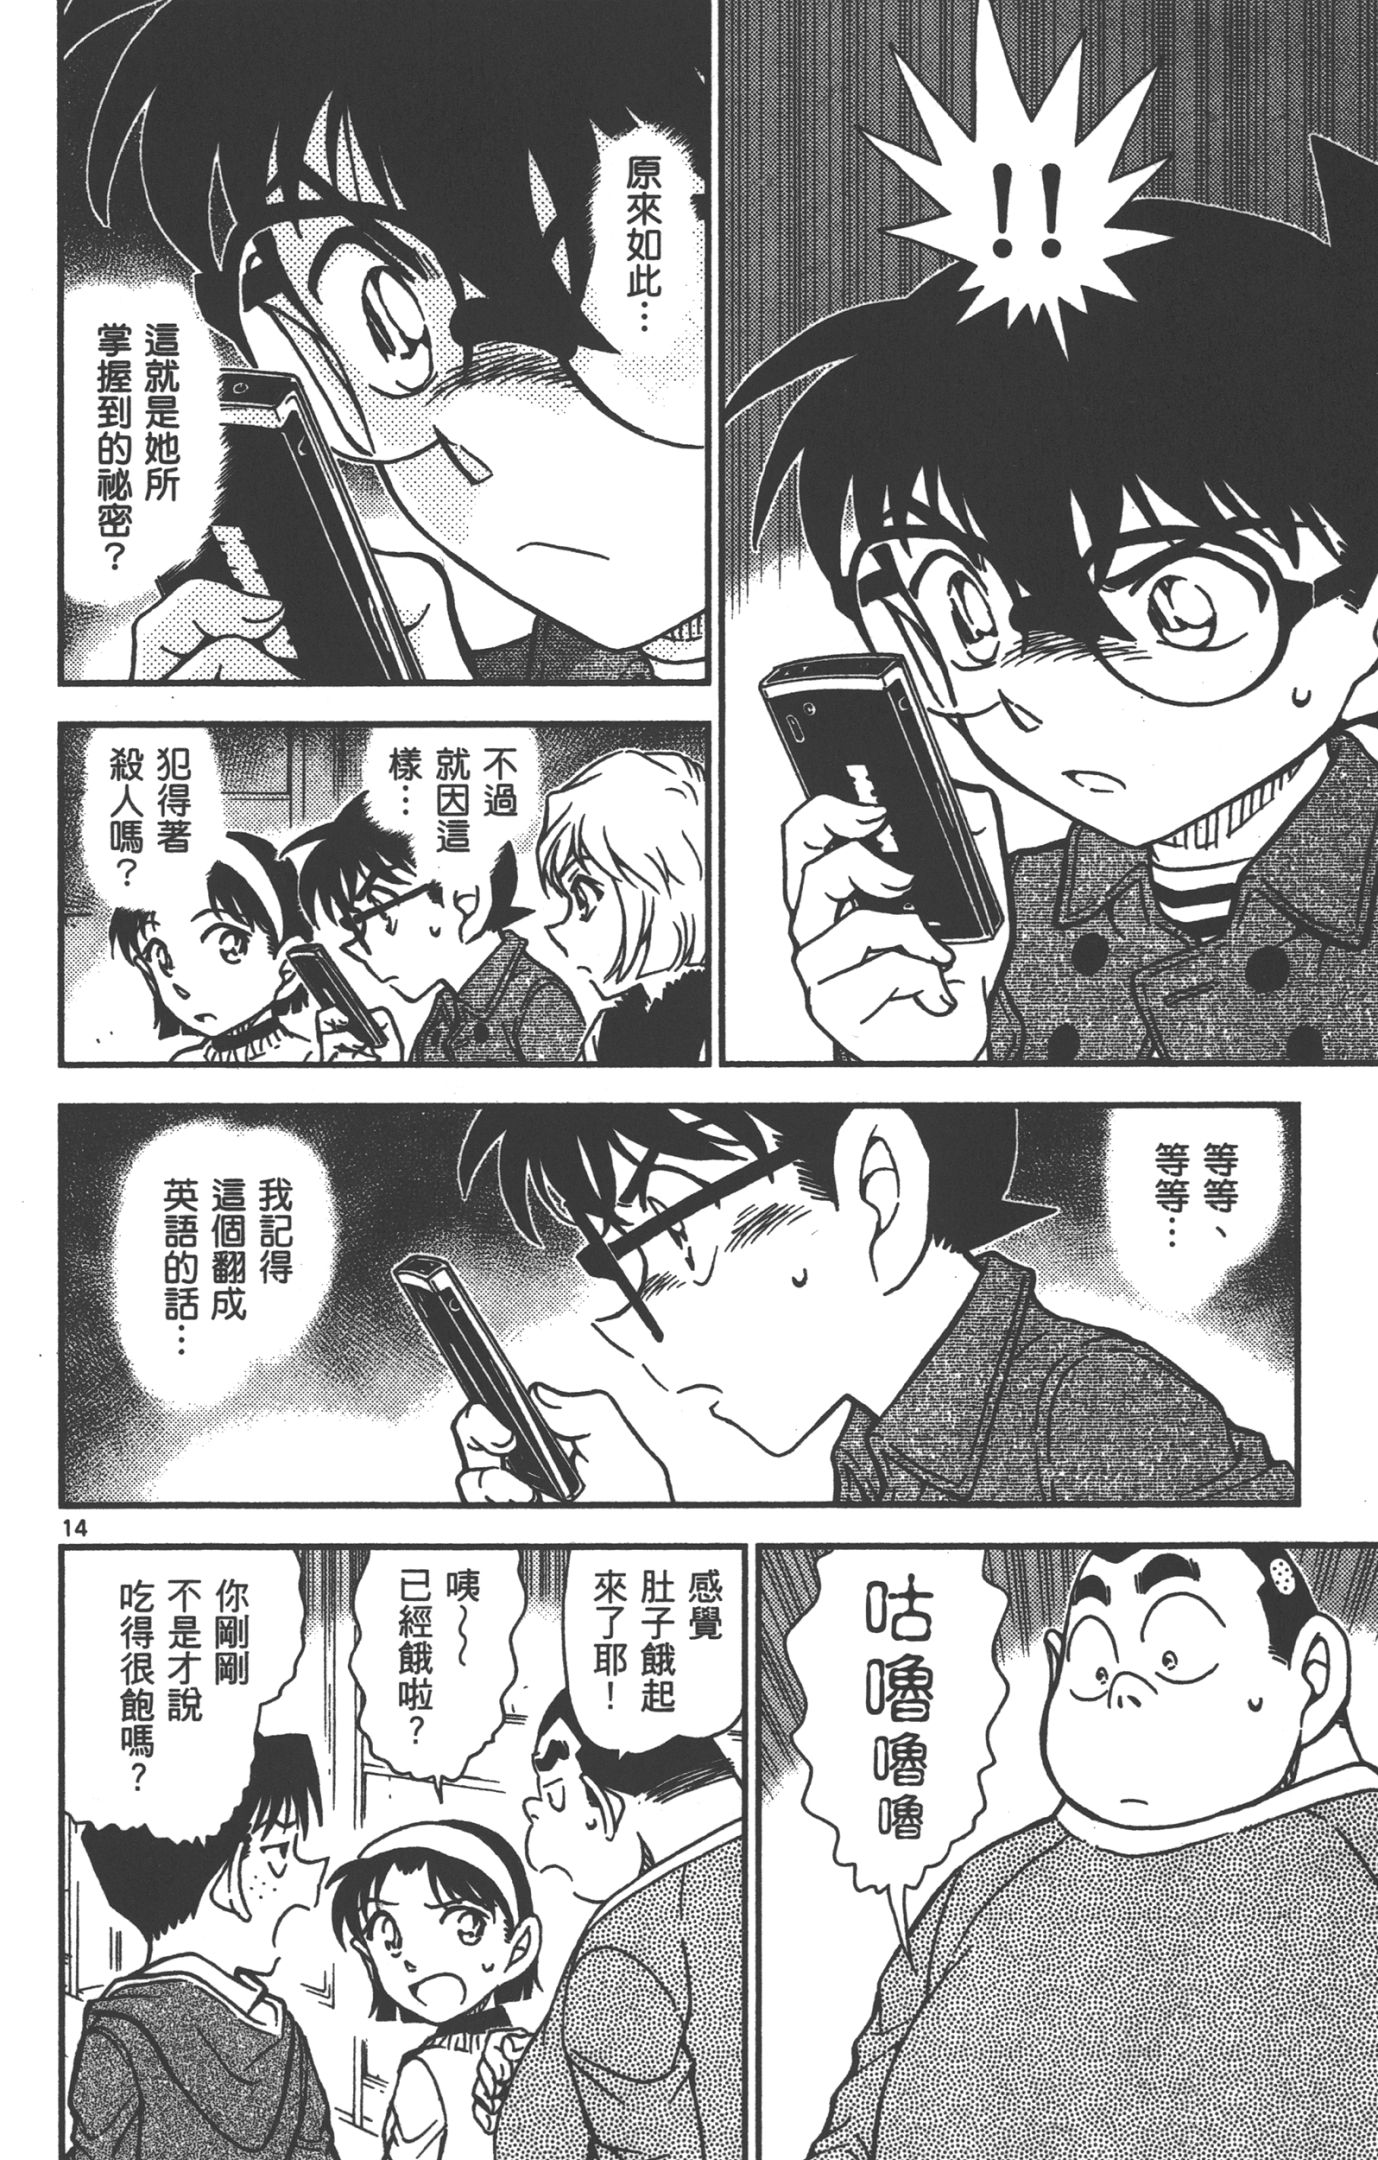 !!
原來如此…
這就是她所
掌握到的祕密？
不過
就因這
樣…
犯得著
殺人嗎？
等等、
等等…
我記得
這個翻成
英語的話…
14
咕嚕嚕嚕
感覺
肚子餓起
來了耶！
咦～～
已經餓啦？
你剛剛
不是才說
吃得很飽嗎？